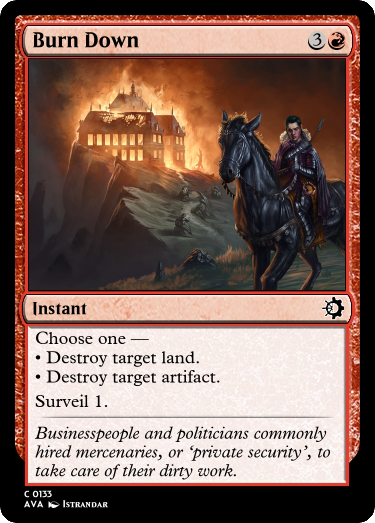 Burn Down 3
Instant
Choose one —
• Destroy target land.
• Destroy target artifact.
Surveil 1.
Businesspeople and politicians commonly
hired mercenaries, or ‘private security’, to
take care of their dirty work.
C 0133
AVA Istrandar